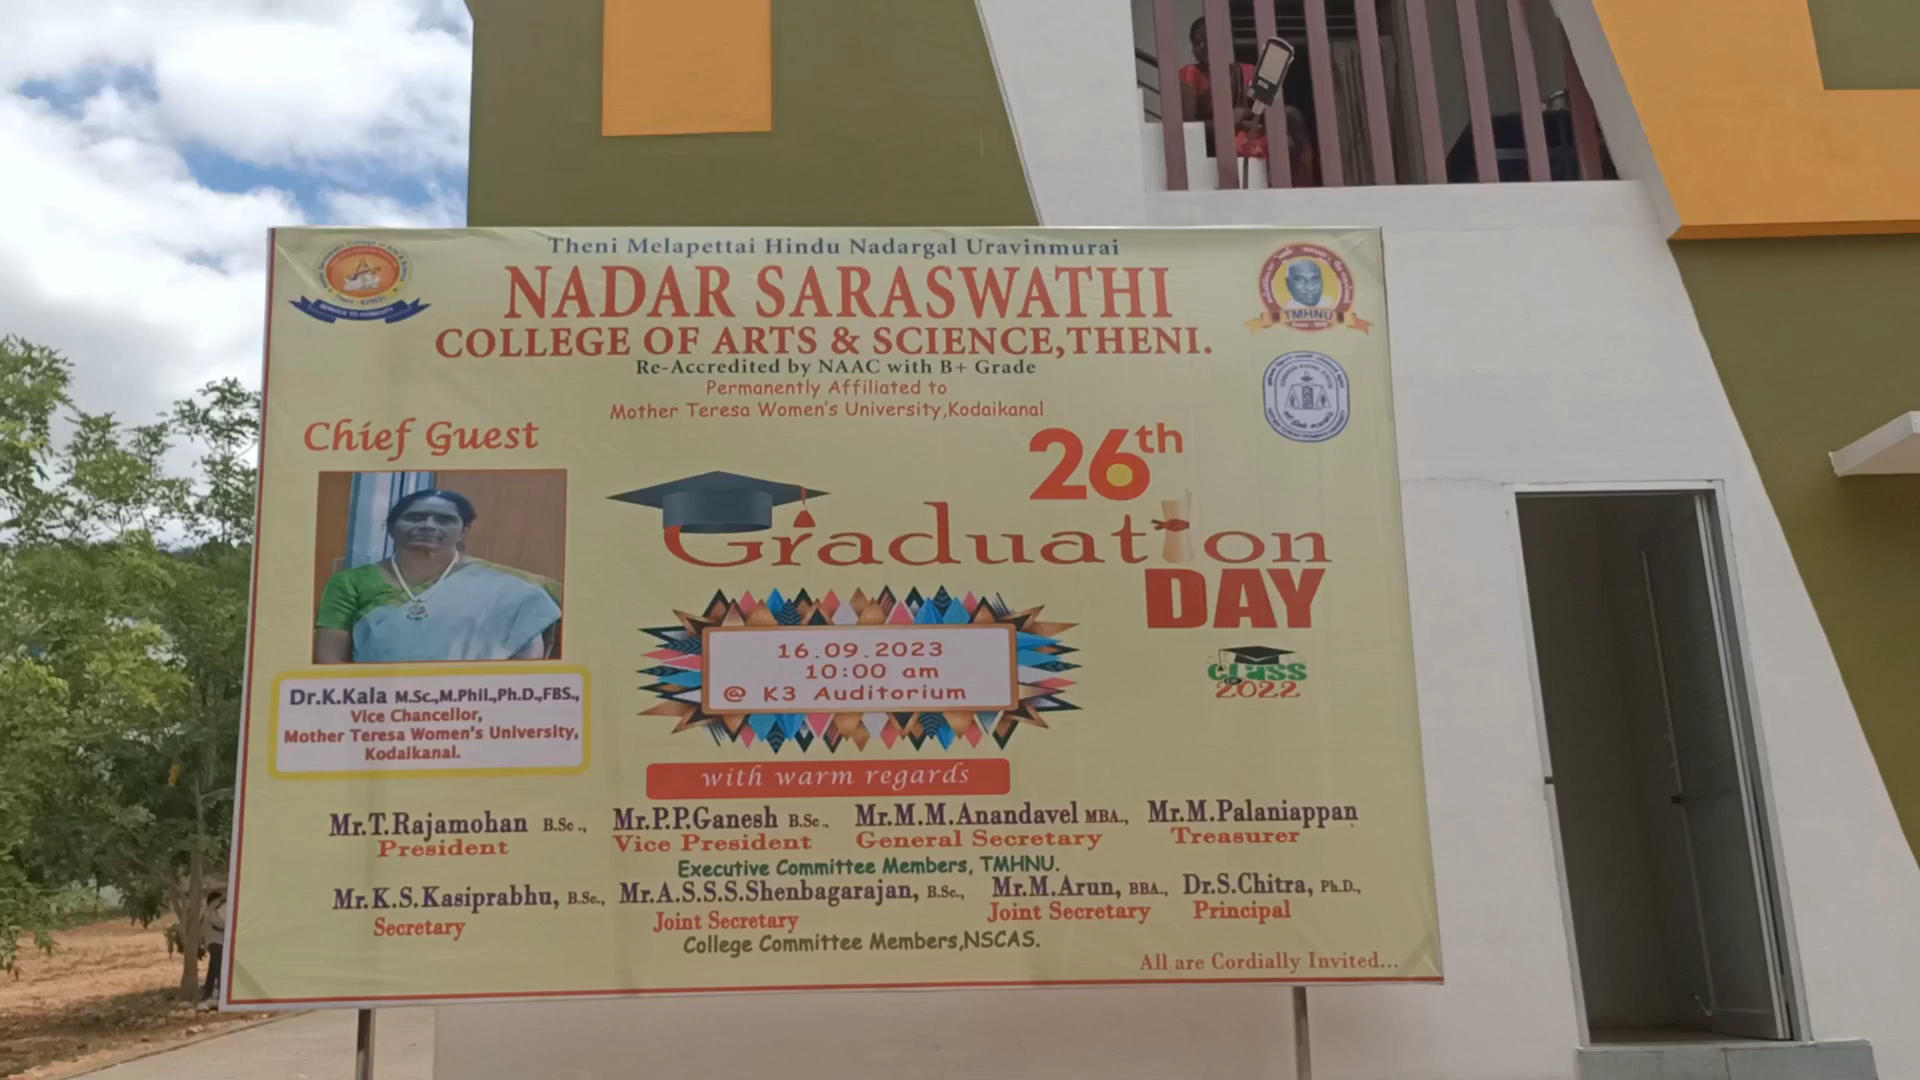 Theni Melapettai Hindu Nadargal Uravinmurai
NADAR SARASWATHI
COLLEGE OF ARTS & SCIENCE,THENI.
Re-Accredited by NAAC with B+ Grade
Permanently Affiliated to
Mother Teresa Women's University,Kodaikanal
SERVICE TO HUMANITY
TMHNU
Chief Guest
26th
Graduation
DAY
16.09.2023
10:00 am
@ K3 Auditorium
CLASS
OF
2022
Dr.K.Kala M.Sc.,M.Phil.,Ph.D.,FBS.,
Vice Chancellor,
Mother Teresa Women's University,
Kodaikanal.
with warm regards
Mr.T.Rajamohan B.Sc., Mr.P.P.Ganesh B.Sc., Mr.M.M.Anandavel MBA., Mr.M.Palaniappan
President Vice President General Secretary Treasurer
Executive Committee Members, TMHNU.
Mr.K.S.Kasiprabhu, B.Sc., Mr.A.S.S.S.Shenbagarajan, B.Sc., Mr.M.Arun, BBA., Dr.S.Chitra, Ph.D.,
Secretary Joint Secretary Joint Secretary Principal
College Committee Members,NSCAS.
All are Cordially Invited...